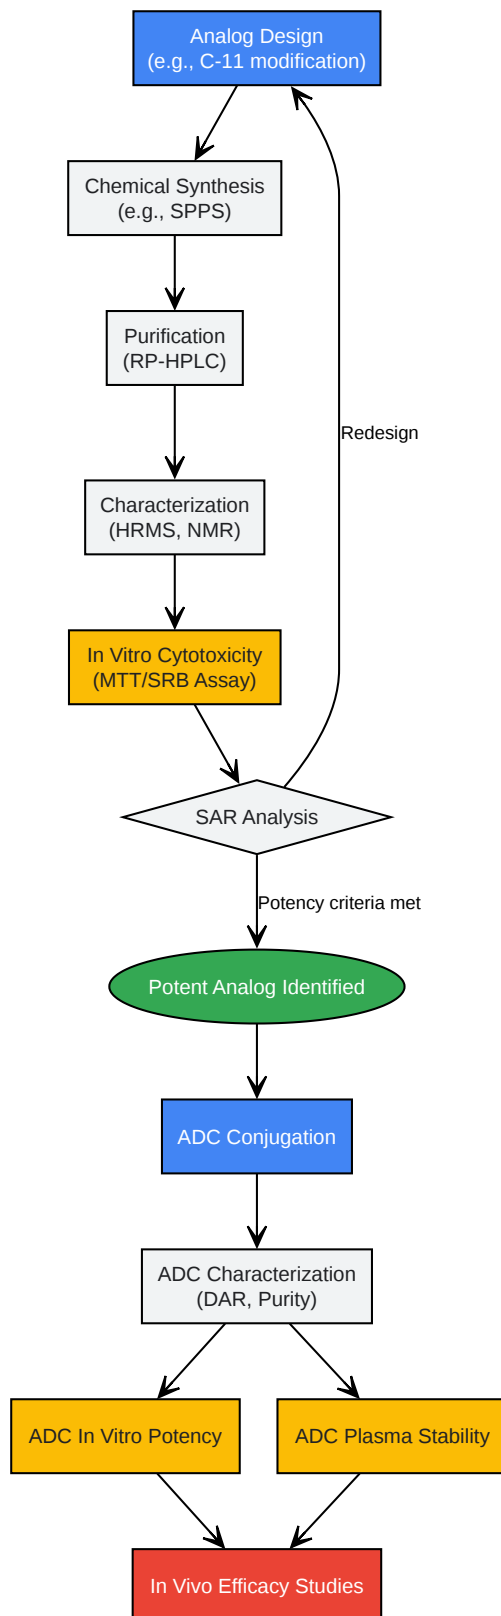 Analog Design
(e.g., C-11 modification)
Chemical Synthesis
(e.g., SPPS)
Purification
(RP-HPLC)
Redesign
Characterization
(HRMS, NMR)
In Vitro Cytotoxicity
(MTT/SRB Assay)
SAR Analysis
Potency criteria met
Potent Analog Identified
ADC Conjugation
ADC Characterization
(DAR, Purity)
ADC In Vitro Potency
ADC Plasma Stability
In Vivo Efficacy Studies